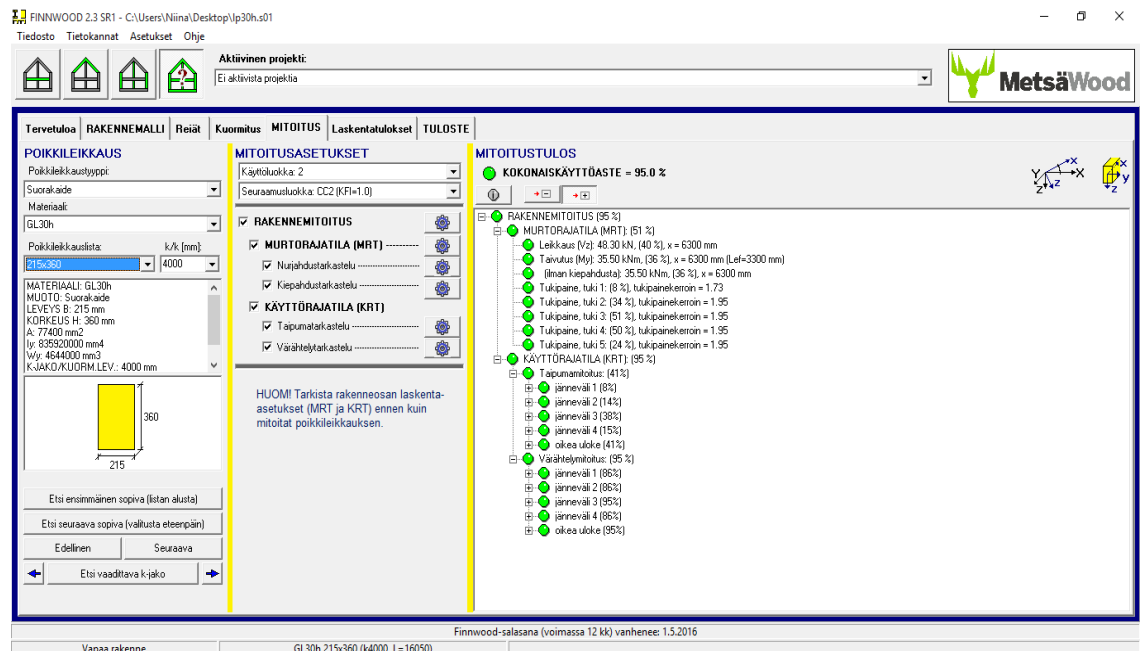 FINNWOOD 2.3 SR1 - C:\Users\Niina\Desktop\lp30h.s01
Tiedosto Tietokannat Asetukset Ohje
Aktiivinen projekti:
Ei aktiivista projektia
MetsäWood
Tervetuloa RAKENNEMALLI Reiät Kuormitus MITOITUS Laskentatulokset TULOSTE
POIKKILEIKKAUS
Poikkileikkaustyyppi:
Suorakaide
Materiaali:
GL30h
Poikkileikkauslista: k/k [mm]:
215x360 4000
MATERIAALI: GL30h
MUOTO: Suorakaide
LEVEYS B: 215 mm
KORKEUS H: 360 mm
A: 77400 mm2
Iy: 835920000 mm4
Wy: 4644000 mm3
K-JAKO/KUORM.LEV.: 4000 mm
360
215
Etsi ensimmäinen sopiva (listan alusta)
Etsi seuraava sopiva (valitusta eteenpäin)
Edellinen Seuraava
Etsi vaadittava k-jako
MITOITUSASETUKSET
Käyttöluokka: 2
Seuraamusluokka: CC2 (KFI=1.0)
RAKENNEMITOITUS
MURTORAJATILA (MRT)
Nurjahdustarkastelu
Kiepahdustarkastelu
KÄYTTÖRAJATILA (KRT)
Taipumatarkastelu
Värähtelytarkastelu
HUOM! Tarkista rakenneosan laskenta-
asetukset (MRT ja KRT) ennen kuin
mitoitat poikkileikkauksen.
MITOITUSTULOS
KOKONAISKÄYTTÖASTE = 95.0 %
Y X X Z Z
x y z
RAKENNEMITOITUS (95 %)
MURTORAJATILA (MRT): (51 %)
Leikkaus (Vz): 48.30 kN, (40 %), x = 6300 mm
Taivutus (My): 35.50 kNm, (36 %), x = 6300 mm (Lef=3300 mm)
(ilman kiepahdusta): 35.50 kNm, (36 %), x = 6300 mm
Tukipaine, tuki 1: (8 %), tukipainekerroin = 1.73
Tukipaine, tuki 2: (34 %), tukipainekerroin = 1.95
Tukipaine, tuki 3: (51 %), tukipainekerroin = 1.95
Tukipaine, tuki 4: (50 %), tukipainekerroin = 1.95
Tukipaine, tuki 5: (24 %), tukipainekerroin = 1.95
KÄYTTÖRAJATILA (KRT): (95 %)
Taipumamitoitus: (41%)
jänneväli 1 (8%)
jänneväli 2 (14%)
jänneväli 3 (38%)
jänneväli 4 (15%)
oikea uloke (41%)
Värähtelymitoitus: (95 %)
jänneväli 1 (86%)
jänneväli 2 (86%)
jänneväli 3 (95%)
jänneväli 4 (86%)
oikea uloke (95%)
Finnwood-salasana (voimassa 12 kk) vanhenee: 1.5.2016
Vapaa rakenne GL30h 215x360 (k4000, L=16050)